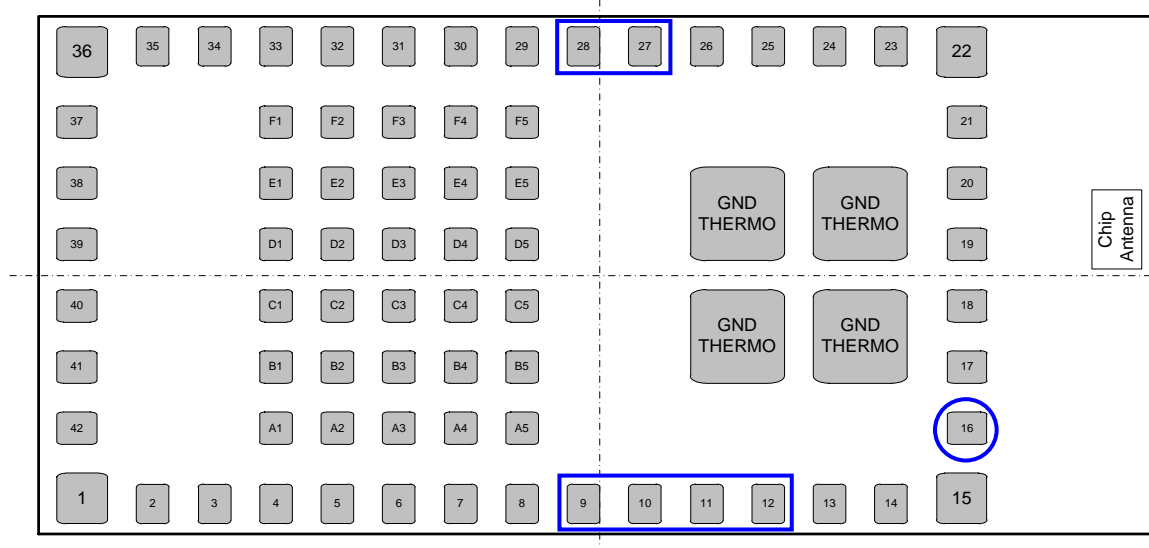 36 35 34 33 32 31 30 29 28 27 26 25 24 23 22
37 F1 F2 F3 F4 F5 21
38 E1 E2 E3 E4 E5 20
GND THERMO
GND THERMO
Chip Antenna
39 D1 D2 D3 D4 D5 19
40 C1 C2 C3 C4 C5 18
GND THERMO
GND THERMO
41 B1 B2 B3 B4 B5 17
42 A1 A2 A3 A4 A5 16
1 2 3 4 5 6 7 8 9 10 11 12 13 14 15